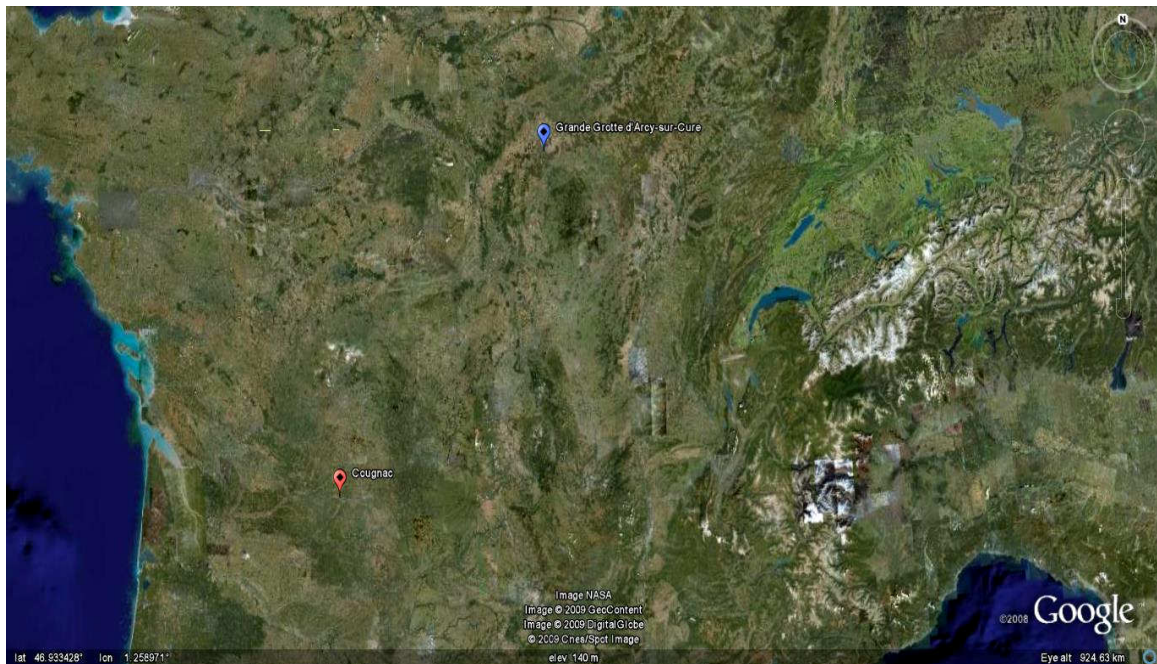 N
Grande Grotte d'Arcy-sur-Cure
Cougnac
Image NASA
Image © 2009 GeoContent
Image © 2009 DigitalGlobe
© 2009 Cnes/Spot Image
©2008 Google
lat 46.933428° lon 1.258971° elev 140 m Eye alt 924.63 km